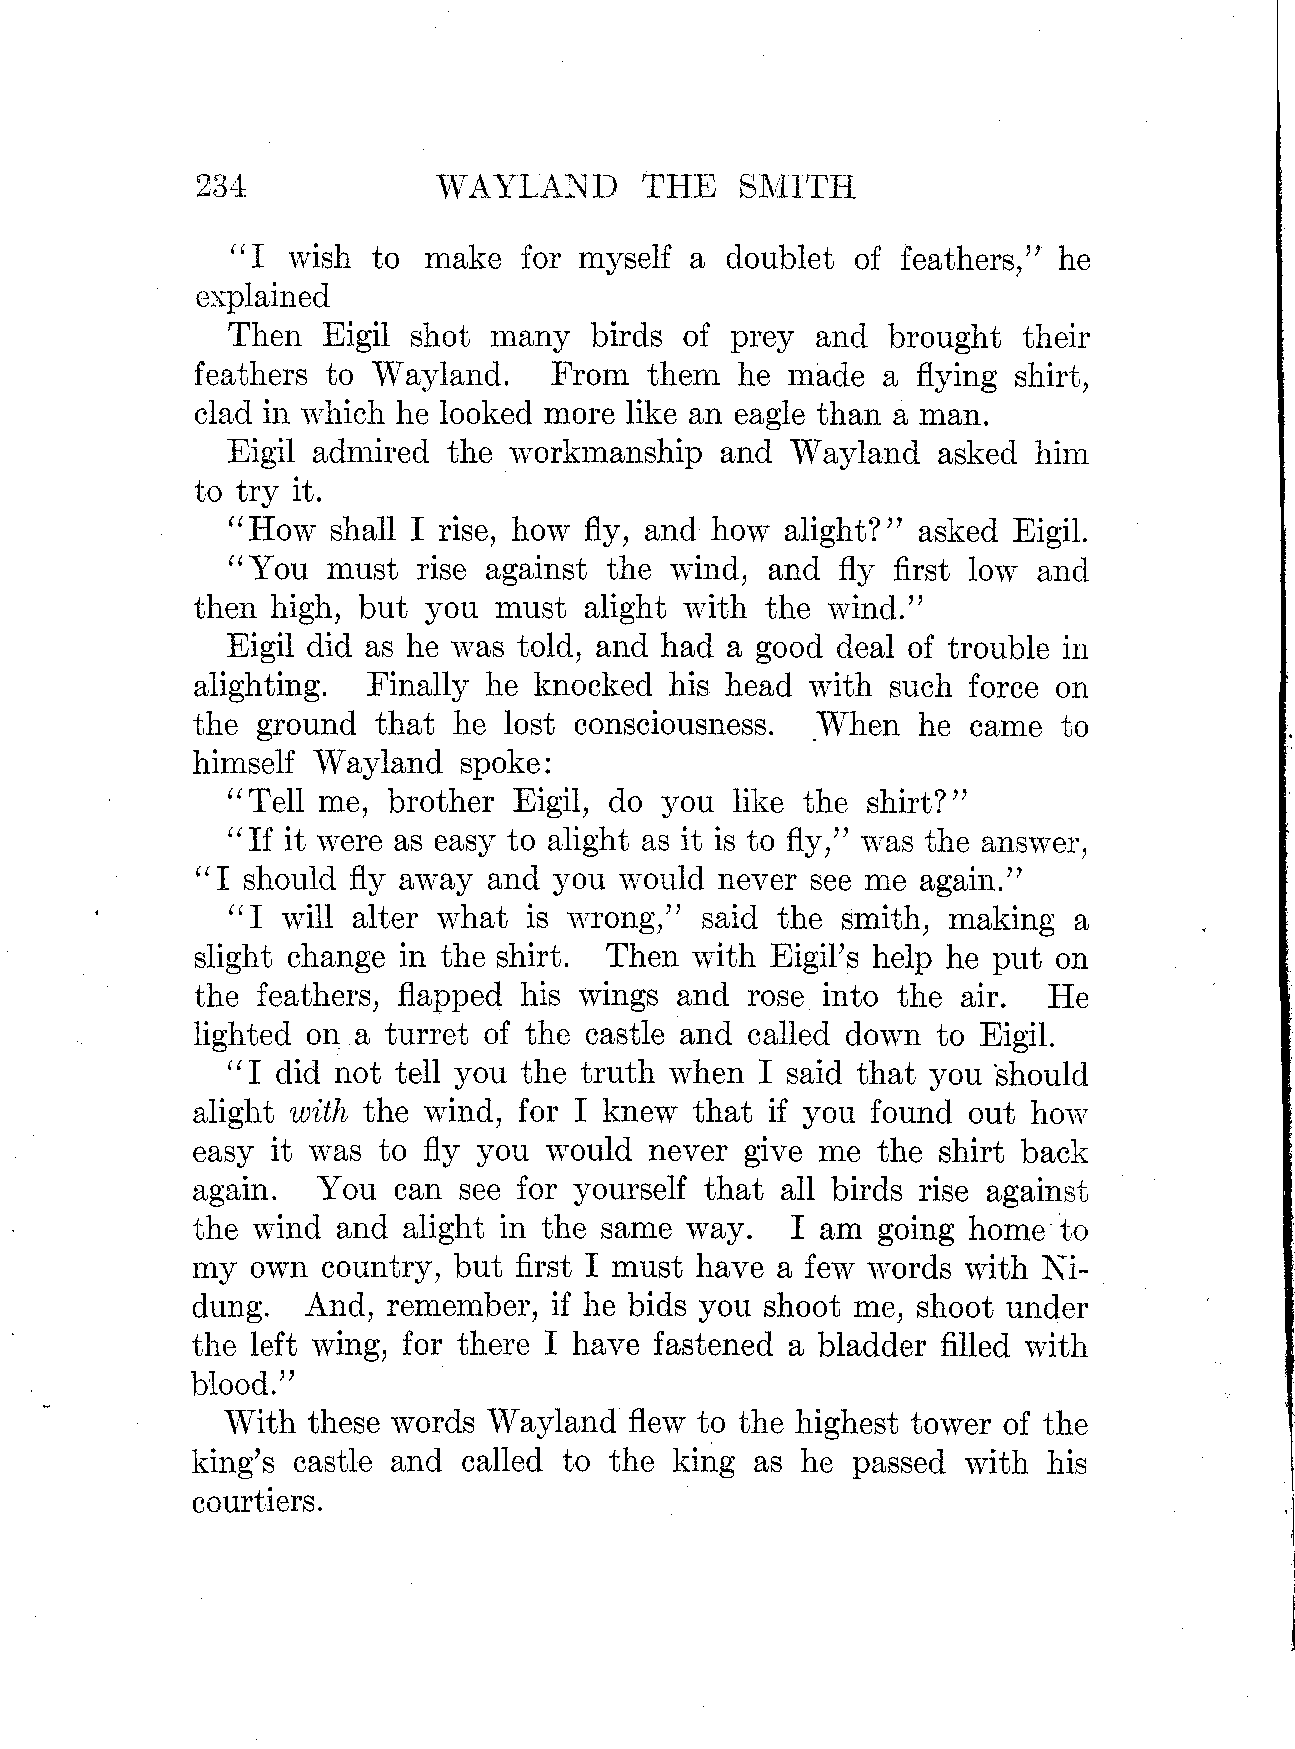 234 WAYLAND THE SMITH
"I wish to make for myself a doublet of feathers," he
explained
Then Eigil shot many birds of prey and brought their
feathers to Wayland. From them he made a flying shirt,
clad in which he looked more like an eagle than a man.
Eigil admired the workmanship and Wayland asked him
to try it.
"How shall I rise, how fly, and how alight?" asked Eigil.
"You must rise against the wind, and fly first low and
then high, but you must alight with the wind."
Eigil did as he was told, and had a good deal of trouble in
alighting. Finally he knocked his head with such force on
the ground that he lost consciousness. When he came to
himself Wayland spoke:
"Tell me, brother Eigil, do you like the shirt?"
"If it were as easy to alight as it is to fly," was the answer,
"I should fly away and you would never see me again."
"I will alter what is wrong," said the smith, making a
slight change in the shirt. Then with Eigil's help he put on
the feathers, flapped his wings and rose into the air. He
lighted on a turret of the castle and called down to Eigil.
"I did not tell you the truth when I said that you should
alight with the wind, for I knew that if you found out how
easy it was to fly you would never give me the shirt back
again. You can see for yourself that all birds rise against
the wind and alight in the same way. I am going home to
my own country, but first I must have a few words with Ni-
dung. And, remember, if he bids you shoot me, shoot under
the left wing, for there I have fastened a bladder filled with
blood."
With these words Wayland flew to the highest tower of the
king's castle and called to the king as he passed with his
courtiers.